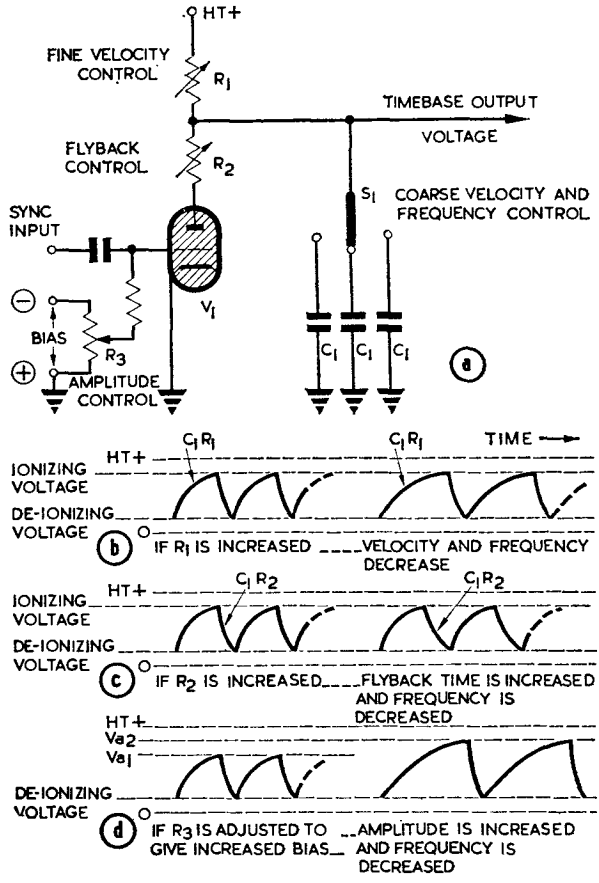 HT+
FINE VELOCITY
CONTROL
R1
TIMEBASE OUTPUT
VOLTAGE
FLYBACK
CONTROL
R2
S1
COARSE VELOCITY AND
FREQUENCY CONTROL
SYNC
INPUT
V1
−
BIAS
+
R3
AMPLITUDE
CONTROL
C1
C1
C1
a
C1R1
C1R1
TIME
HT+
IONIZING
VOLTAGE
DE-IONIZING
VOLTAGE
O
b
IF R1 IS INCREASED ____ VELOCITY AND FREQUENCY
DECREASE
HT+
C1R2
C1R2
IONIZING
VOLTAGE
DE-IONIZING
VOLTAGE
O
c
IF R2 IS INCREASED ____ FLYBACK TIME IS INCREASED
AND FREQUENCY IS
DECREASED
HT+
Va2
Va1
DE-IONIZING
VOLTAGE
O
d
IF R3 IS ADJUSTED TO -- AMPLITUDE IS INCREASED
GIVE INCREASED BIAS__ AND FREQUENCY IS
DECREASED